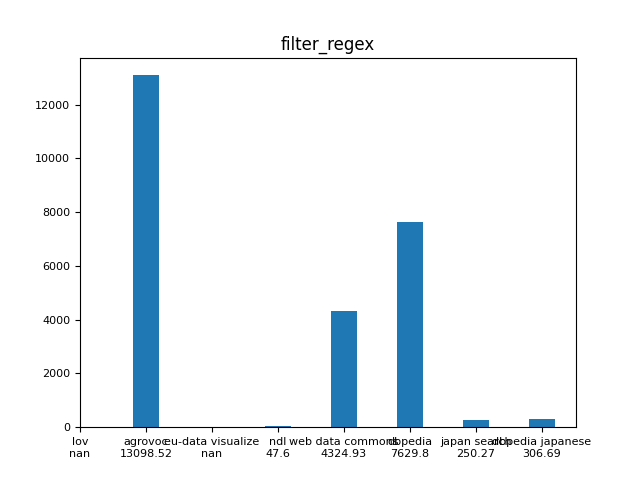 filter_regex
12000
10000
8000
6000
4000
2000
0
lov agrovoc eu-data visualize ndl web data commons dbpedia japan search dbpedia japanese
nan 13098.52 nan 47.6 4324.93 7629.8 250.27 306.69